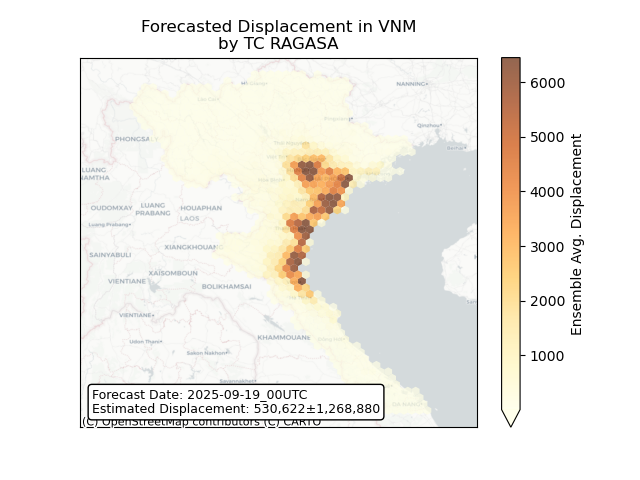 Forecasted Displacement in VNM
by TC RAGASA
NANNING
Qinzhou
PHONGSA
LUANG
NAMTHA
OUDOMXAY
LUANG
PRABANG
HOUAPHAN
LAOS
Luang Prabang
XIANGKHOUANG
SAINYABULI
XAISOMBOUN
VIENTIANE
BOLIKHAMSAI
VIENTIANE
KHAMMOUANE
Udon Thani
Sakon Nakhon
Savannakhet
Forecast Date: 2025-09-19_00UTC
Estimated Displacement: 530,622±1,268,880
(C) OpenStreetMap contributors (C) CARTO
6000
5000
4000
3000
2000
1000
Ensemble Avg. Displacement